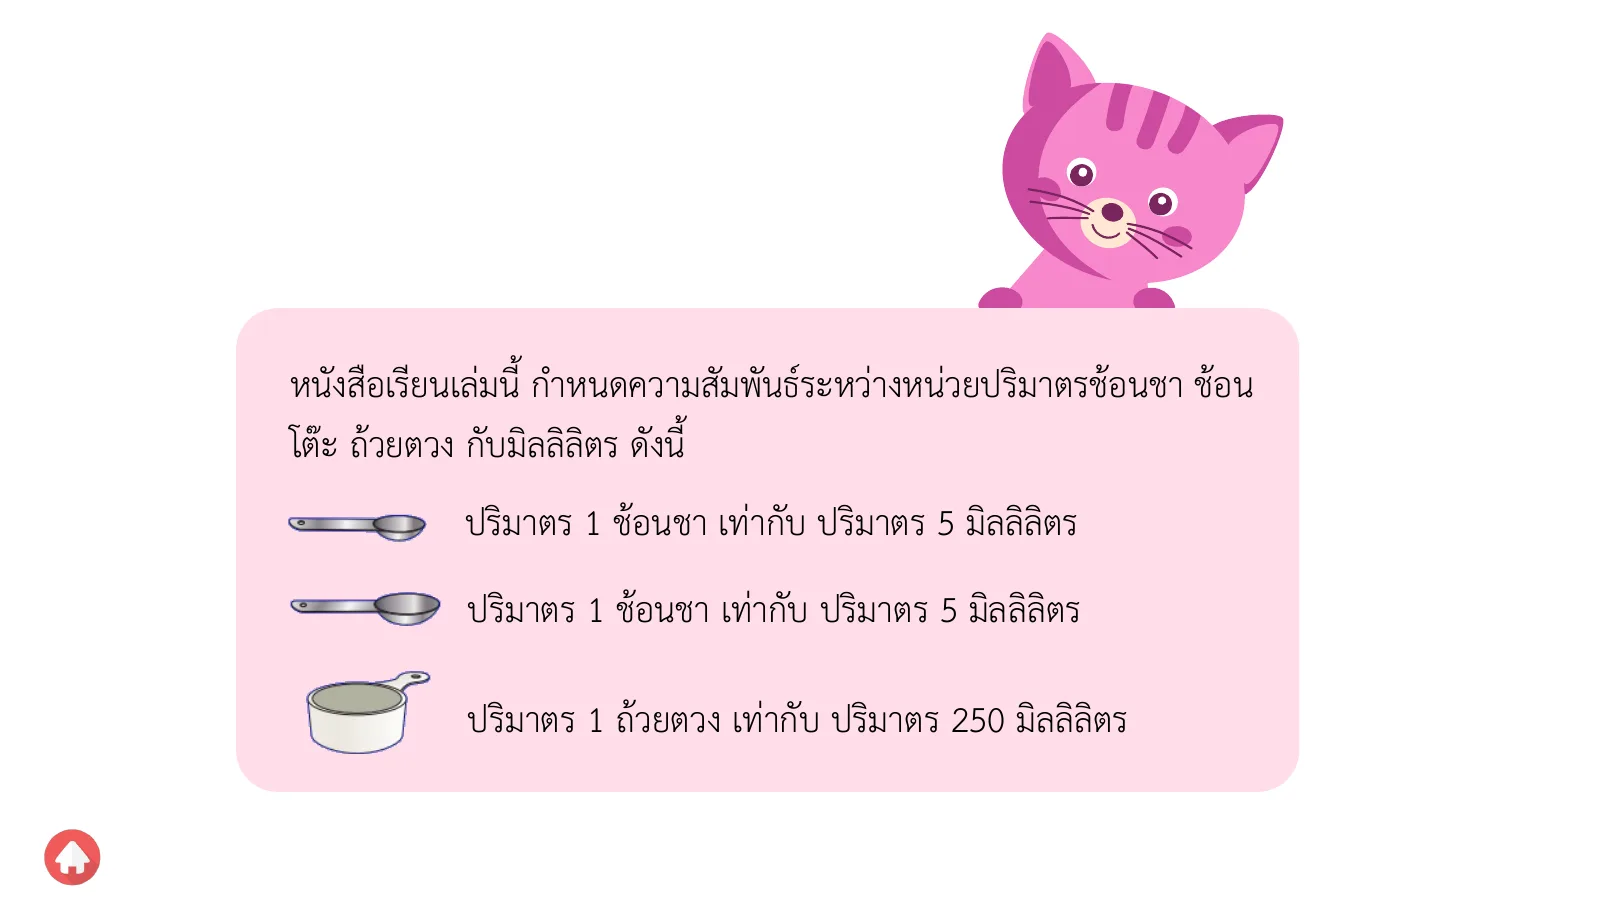 หนังสือเรียนเล่มนี้ กำหนดความสัมพันธ์ระหว่างหน่วยปริมาตรช้อนชา ช้อน
โต๊ะ ถ้วยตวง กับมิลลิลิตร ดังนี้
ปริมาตร 1 ช้อนชา เท่ากับ ปริมาตร 5 มิลลิลิตร
ปริมาตร 1 ช้อนชา เท่ากับ ปริมาตร 5 มิลลิลิตร
ปริมาตร 1 ถ้วยตวง เท่ากับ ปริมาตร 250 มิลลิลิตร